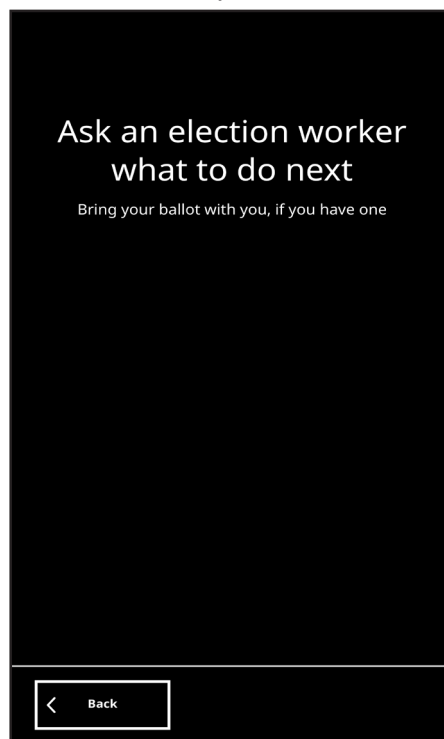 Ask an election worker
what to do next
Bring your ballot with you, if you have one
Back